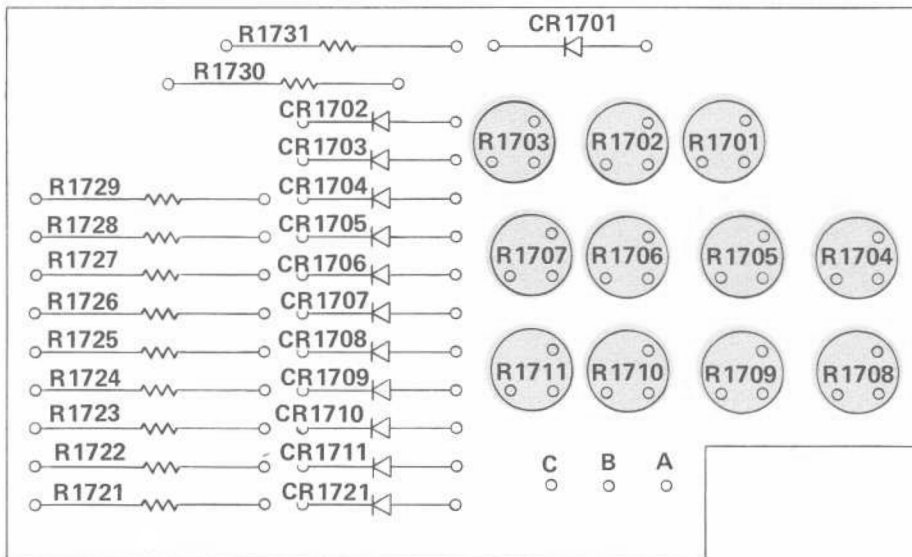 R1731 CR1701
R1730
CR1702
CR1703
R1703 R1702 R1701
R1729 CR1704
R1728 CR1705
R1727 CR1706
R1707 R1706 R1705 R1704
R1726 CR1707
R1725 CR1708
R1724 CR1709
R1711 R1710 R1709 R1708
R1723 CR1710
R1722 CR1711
C B A
R1721 CR1721